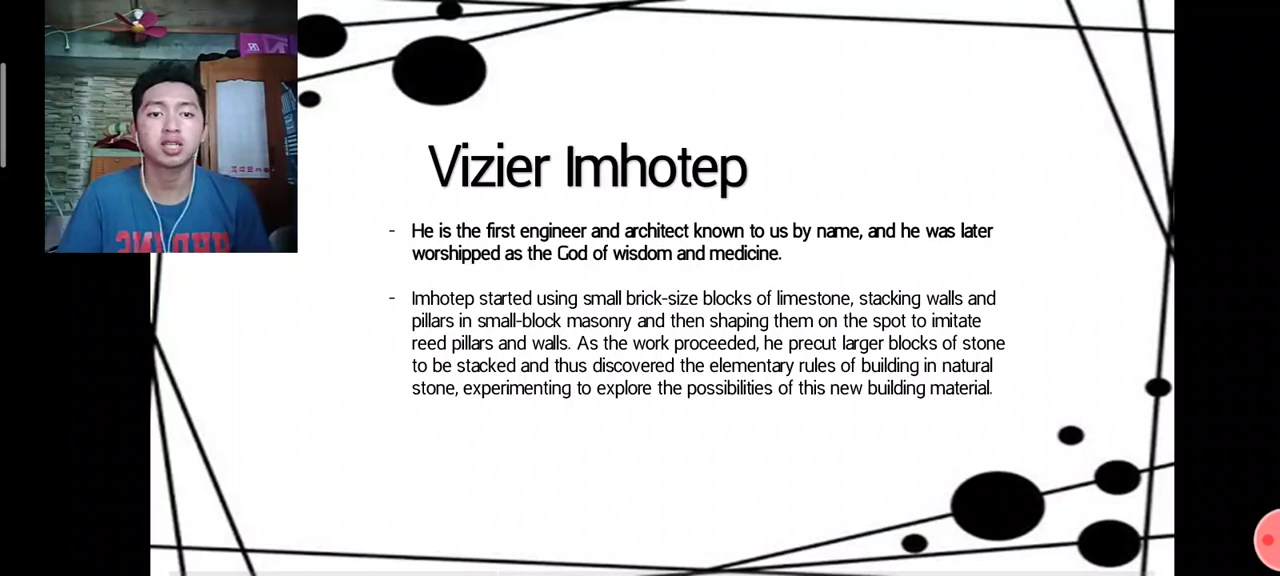 Vizier Imhotep
- He is the first engineer and architect known to us by name, and he was later
worshipped as the God of wisdom and medicine.
- Imhotep started using small brick-size blocks of limestone, stacking walls and
pillars in small-block masonry and then shaping them on the spot to imitate
reed pillars and walls. As the work proceeded, he precut larger blocks of stone
to be stacked and thus discovered the elementary rules of building in natural
stone, experimenting to explore the possibilities of this new building material.